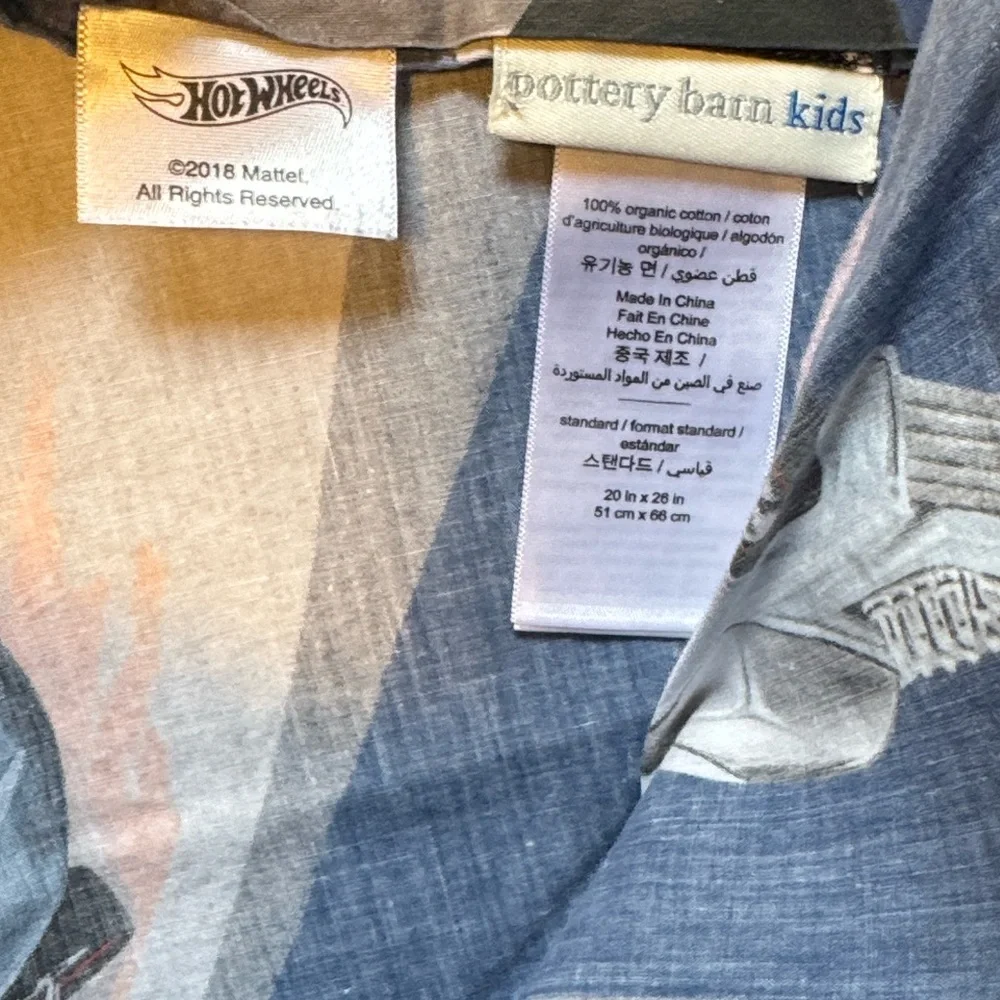 HOT WHEELS
©2018 Mattel,
All Rights Reserved.
pottery barn kids
100% organic cotton / coton
d'agriculture biologique / algodón
orgánico /
유기농 면 / قطن عضوي
Made In China
Fait En Chine
Hecho En China
중국 제조 /
صنع في الصين من المواد المستوردة
standard / format standard /
estándar
스탠다드 / قياسي
20 in x 26 in
51 cm x 66 cm